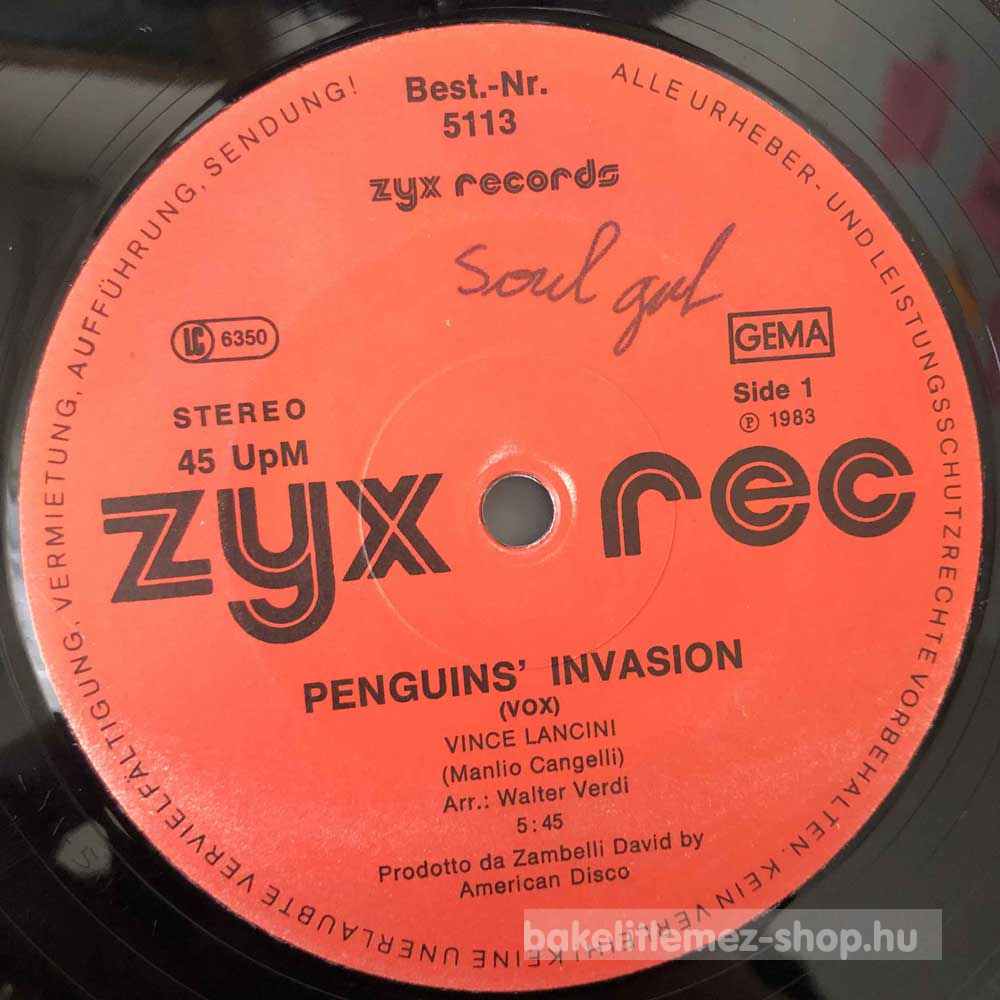 ALLE URHEBER- UND LEISTUNGSSCHUTZRECHTE VORBEHALTEN. KEIN VERLEIH! KEINE UNERLAUBTE VERVIELFÄLTIGUNG, VERMIETUNG, AUFFÜHRUNG, SENDUNG!
Best.-Nr.
5113
zyx records
Soul gul
LC 6350
GEMA
STEREO
Side 1
45 UpM
℗ 1983
zyx rec
PENGUINS' INVASION
(VOX)
VINCE LANCINI
(Manlio Cangelli)
Arr.: Walter Verdi
5:45
Prodotto da Zambelli David by
American Disco
bakelitlemez-shop.hu